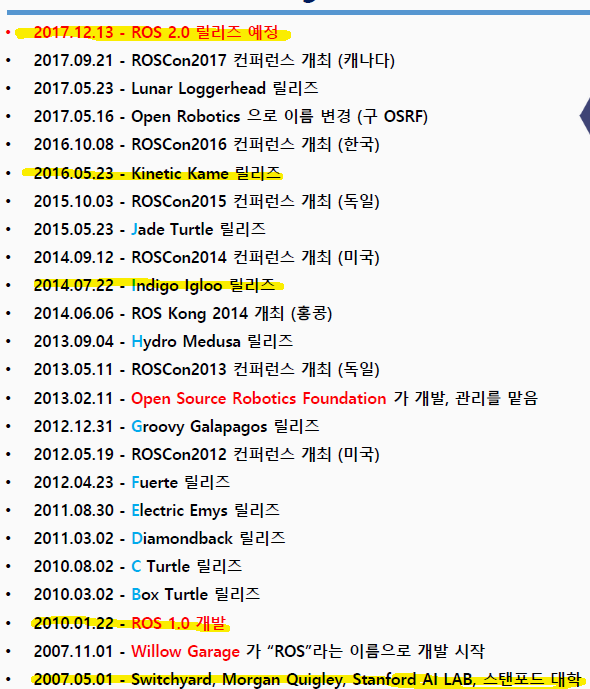 • 2017.12.13 - ROS 2.0 릴리즈 예정
• 2017.09.21 - ROSCon2017 컨퍼런스 개최 (캐나다)
• 2017.05.23 - Lunar Loggerhead 릴리즈
• 2017.05.16 - Open Robotics 으로 이름 변경 (구 OSRF)
• 2016.10.08 - ROSCon2016 컨퍼런스 개최 (한국)
• 2016.05.23 - Kinetic Kame 릴리즈
• 2015.10.03 - ROSCon2015 컨퍼런스 개최 (독일)
• 2015.05.23 - Jade Turtle 릴리즈
• 2014.09.12 - ROSCon2014 컨퍼런스 개최 (미국)
• 2014.07.22 - Indigo Igloo 릴리즈
• 2014.06.06 - ROS Kong 2014 개최 (홍콩)
• 2013.09.04 - Hydro Medusa 릴리즈
• 2013.05.11 - ROSCon2013 컨퍼런스 개최 (독일)
• 2013.02.11 - Open Source Robotics Foundation 가 개발, 관리를 맡음
• 2012.12.31 - Groovy Galapagos 릴리즈
• 2012.05.19 - ROSCon2012 컨퍼런스 개최 (미국)
• 2012.04.23 - Fuerte 릴리즈
• 2011.08.30 - Electric Emys 릴리즈
• 2011.03.02 - Diamondback 릴리즈
• 2010.08.02 - C Turtle 릴리즈
• 2010.03.02 - Box Turtle 릴리즈
• 2010.01.22 - ROS 1.0 개발
• 2007.11.01 - Willow Garage 가 “ROS”라는 이름으로 개발 시작
• 2007.05.01 - Switchyard, Morgan Quigley, Stanford AI LAB, 스탠포드 대학